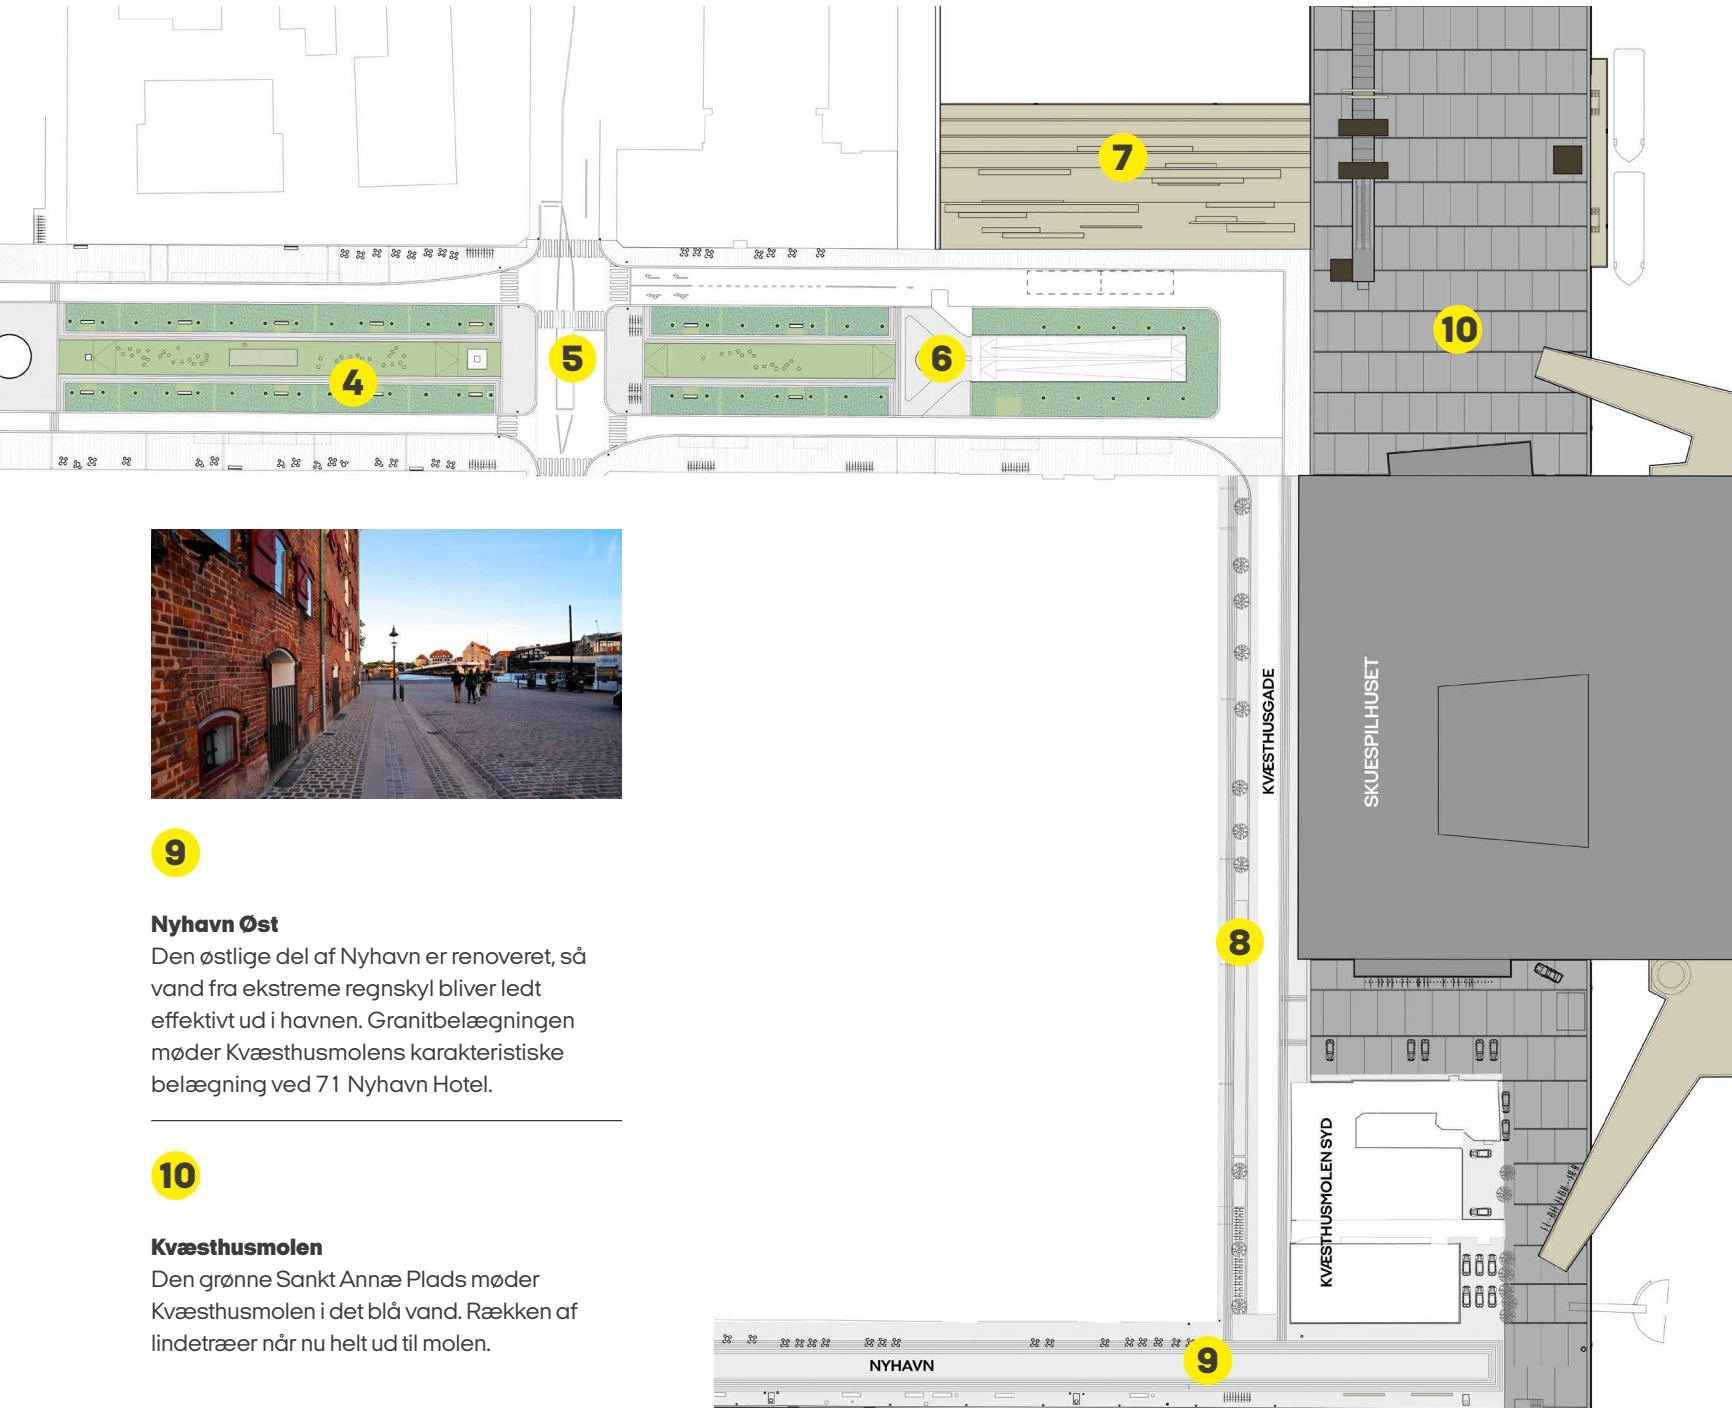 7
10
4
5
6
KVÆSTHUSGADE
SKUESPILHUSET
8
KVÆSTHUSMOLEN SYD
NYHAVN
9
9
Nyhavn Øst
Den østlige del af Nyhavn er renoveret, så
vand fra ekstreme regnskyl bliver ledt
effektivt ud i havnen. Granitbelægningen
møder Kvæsthusmolens karakteristiske
belægning ved 71 Nyhavn Hotel.
10
Kvæsthusmolen
Den grønne Sankt Annæ Plads møder
Kvæsthusmolen i det blå vand. Rækken af
lindetræer når nu helt ud til molen.